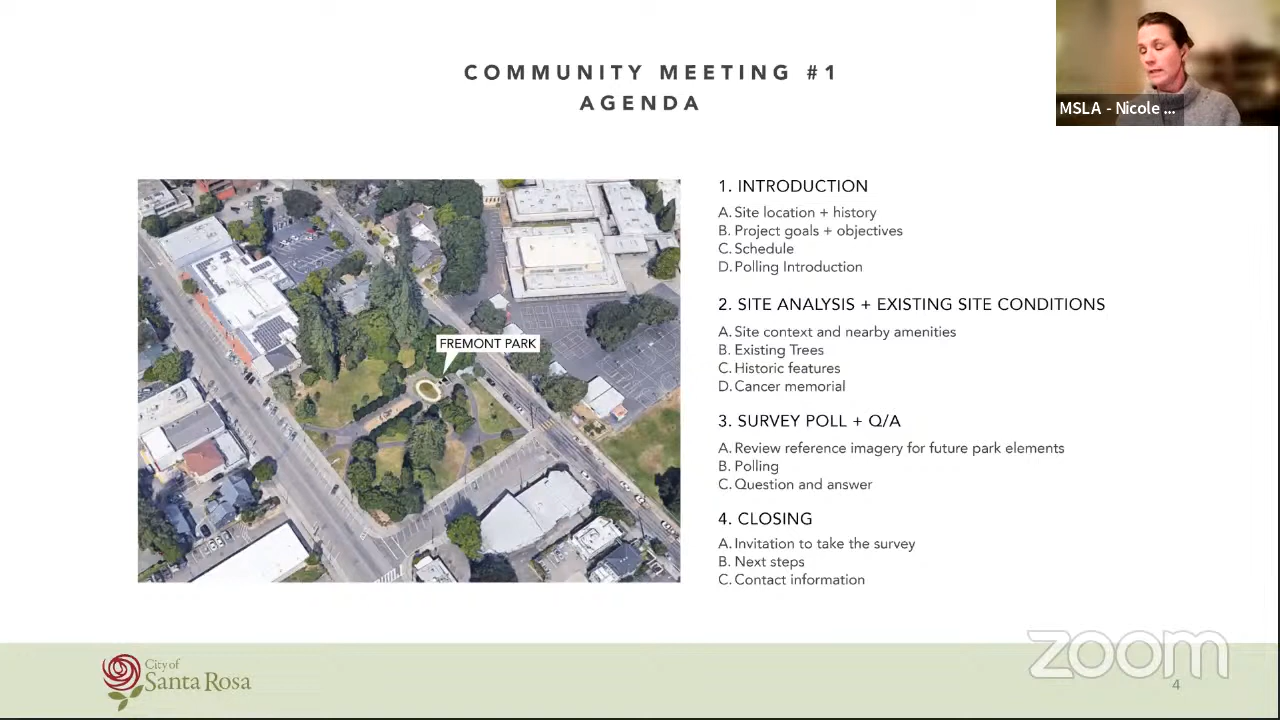 COMMUNITY MEETING #1
AGENDA
MSLA - Nicole ...
FREMONT PARK
1. INTRODUCTION
A. Site location + history
B. Project goals + objectives
C. Schedule
D. Polling Introduction
2. SITE ANALYSIS + EXISTING SITE CONDITIONS
A. Site context and nearby amenities
B. Existing Trees
C. Historic features
D. Cancer memorial
3. SURVEY POLL + Q/A
A. Review reference imagery for future park elements
B. Polling
C. Question and answer
4. CLOSING
A. Invitation to take the survey
B. Next steps
C. Contact information
City of
Santa Rosa
zoom
4